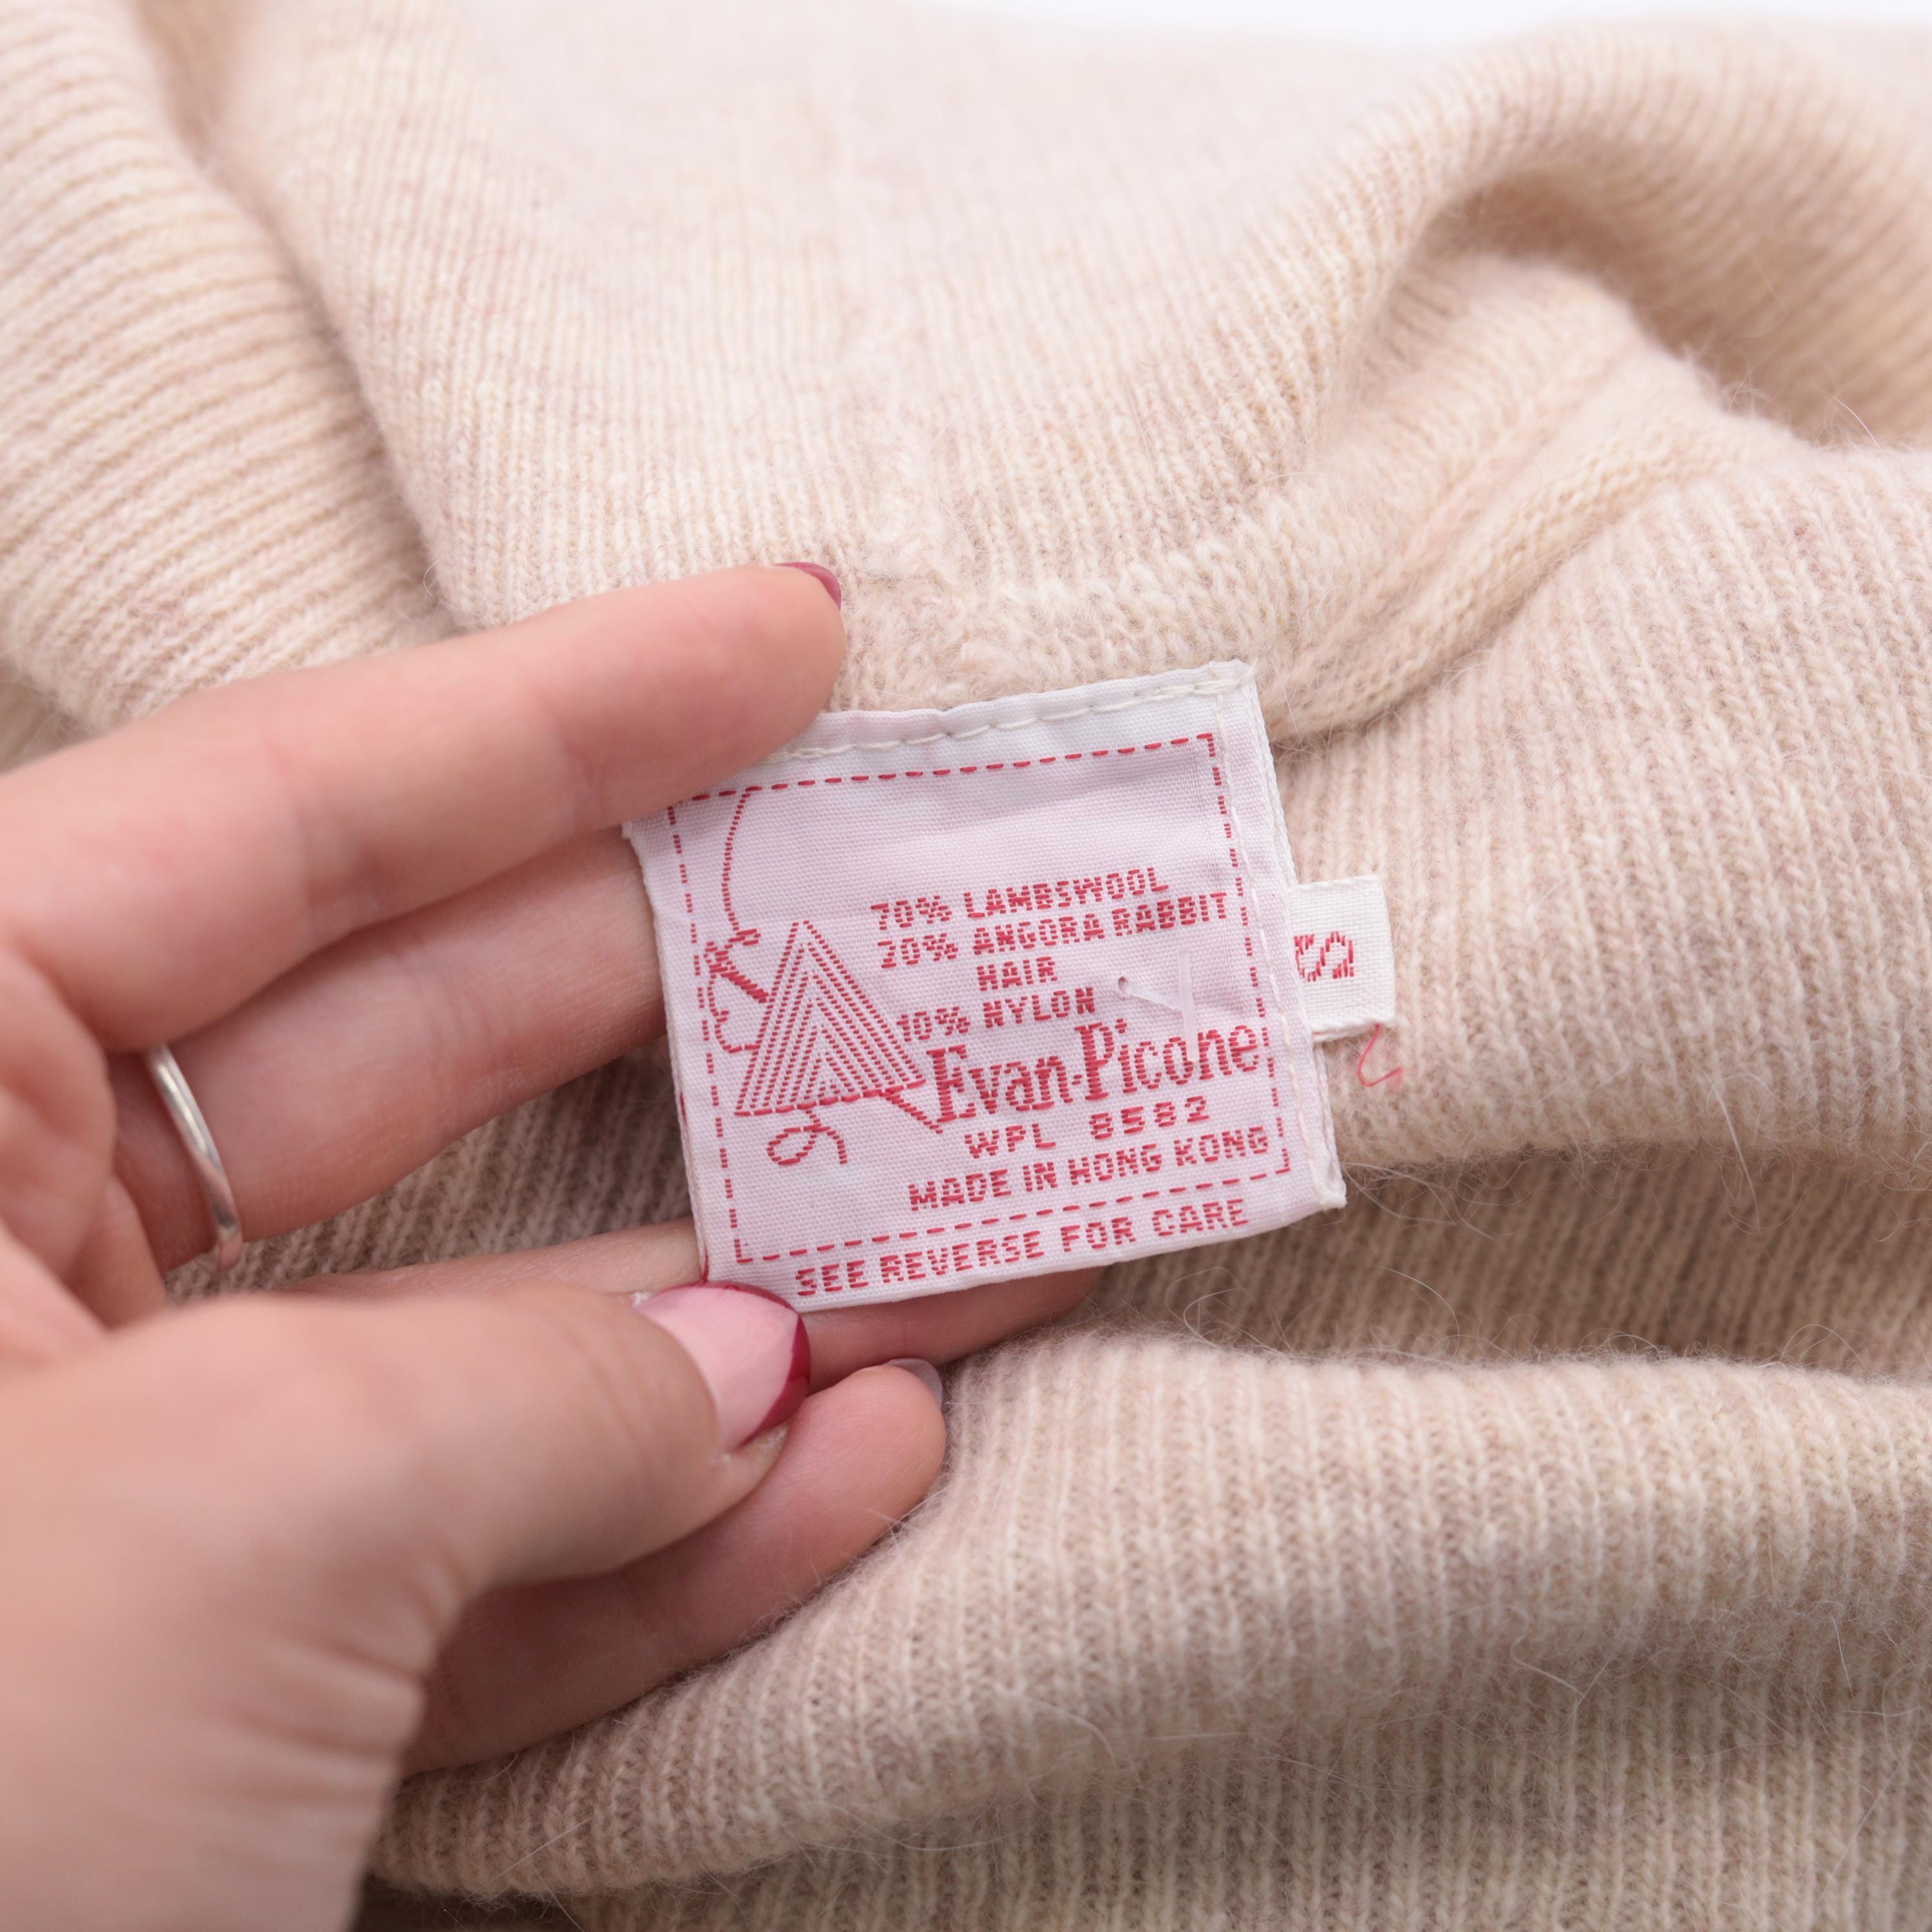 70% LAMBSWOOL
20% ANGORA RABBIT
HAIR
10% NYLON
Evan-Picone
WPL 8582
MADE IN HONG KONG
SEE REVERSE FOR CARE
S